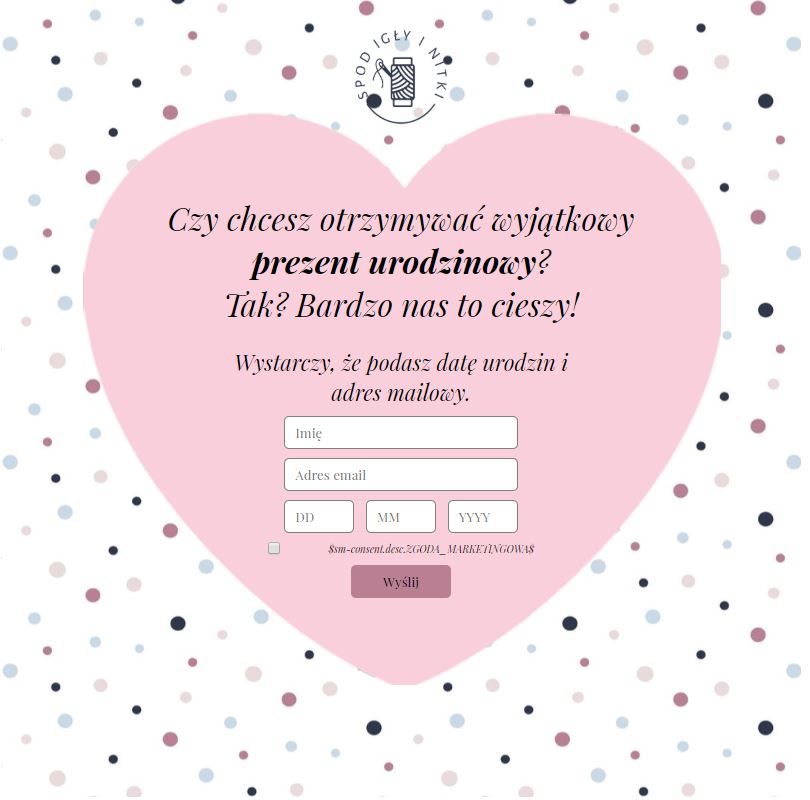 SPOD IGŁY I NITKI
Czy chcesz otrzymywać wyjątkowy
prezent urodzinowy?
Tak? Bardzo nas to cieszy!
Wystarczy, że podasz datę urodzin i
adres mailowy.
Imię
Adres email
DD MM YYYY
$sm-consent.desc.ZGODA_MARKETINGOWA$
Wyślij